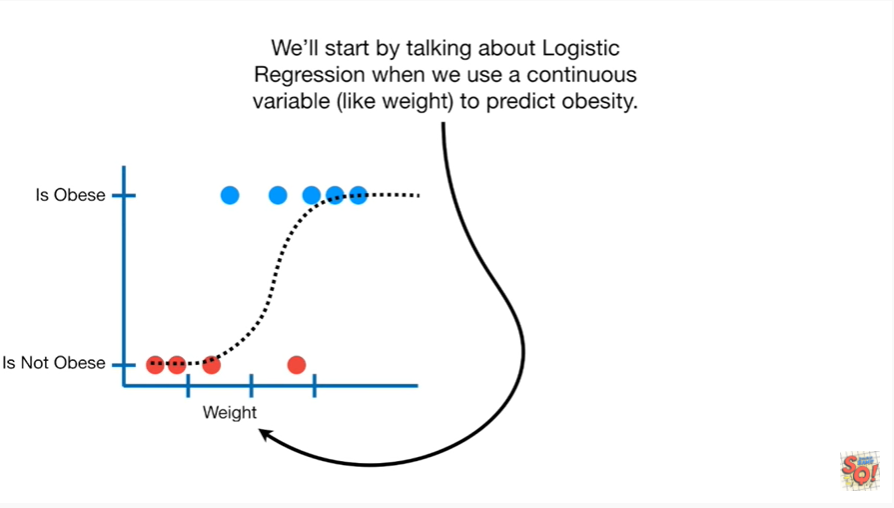 We'll start by talking about Logistic
Regression when we use a continuous
variable (like weight) to predict obesity.
Is Obese
Is Not Obese
Weight
SQ!